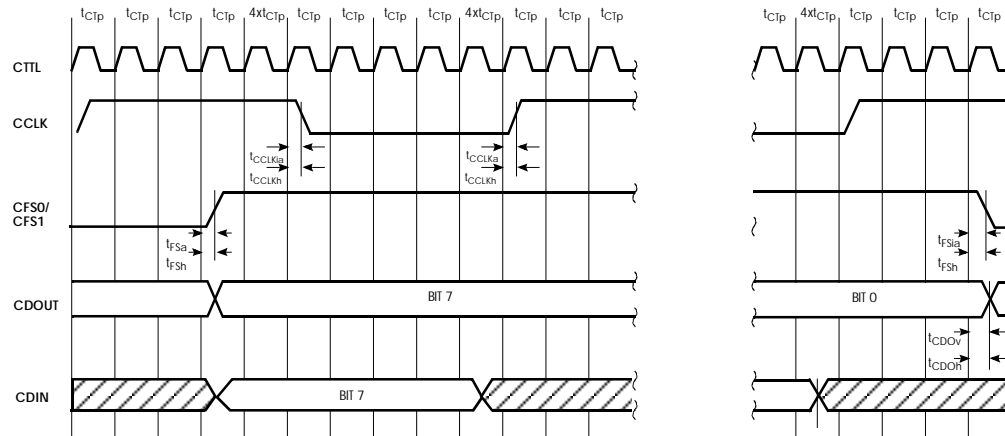 tCTp tCTp tCTp tCTp 4xtCTp tCTp tCTp tCTp tCTp 4xtCTp tCTp tCTp tCTp tCTp 4xtCTp tCTp tCTp tCTp tCTp
CTTL
CCLK
tCCLKia tCCLKa
tCCLKh tCCLKh
CFS0/
CFS1
tFSa tFSia
tFSh tFSh
CDOUT BIT 7 BIT 0
tCDOv
tCDOh
CDIN BIT 7